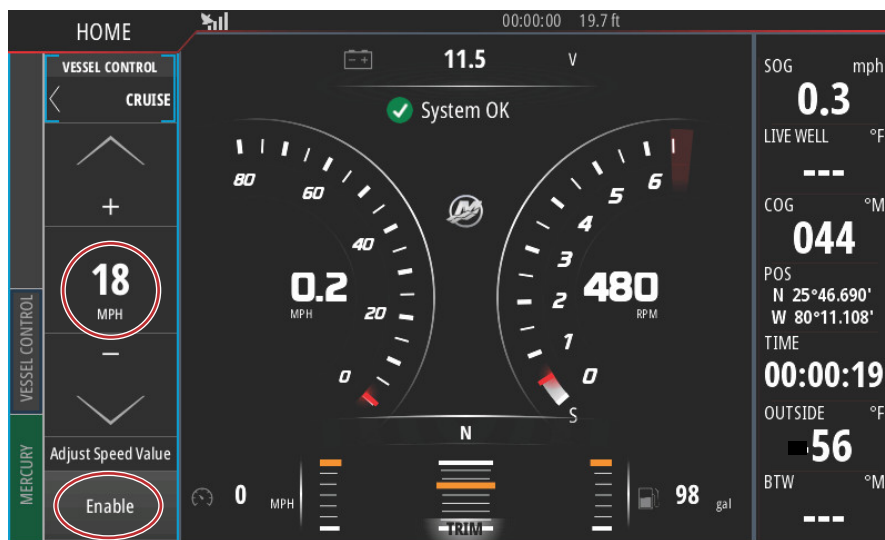 HOME
00:00:00 19.7 ft
VESSEL CONTROL
CRUISE
+
18
MPH
–
Adjust Speed Value
Enable
VESSEL CONTROL
MERCURY
11.5 V
System OK
80
60
40
20
0
0.2
MPH
6
5
4
3
2
1
0
S
480
RPM
N
0 MPH
TRIM
98 gal
SOG mph
0.3
LIVE WELL °F
---
COG °M
044
POS
N 25°46.690'
W 80°11.108'
TIME
00:00:19
OUTSIDE °F
-56
BTW °M
---